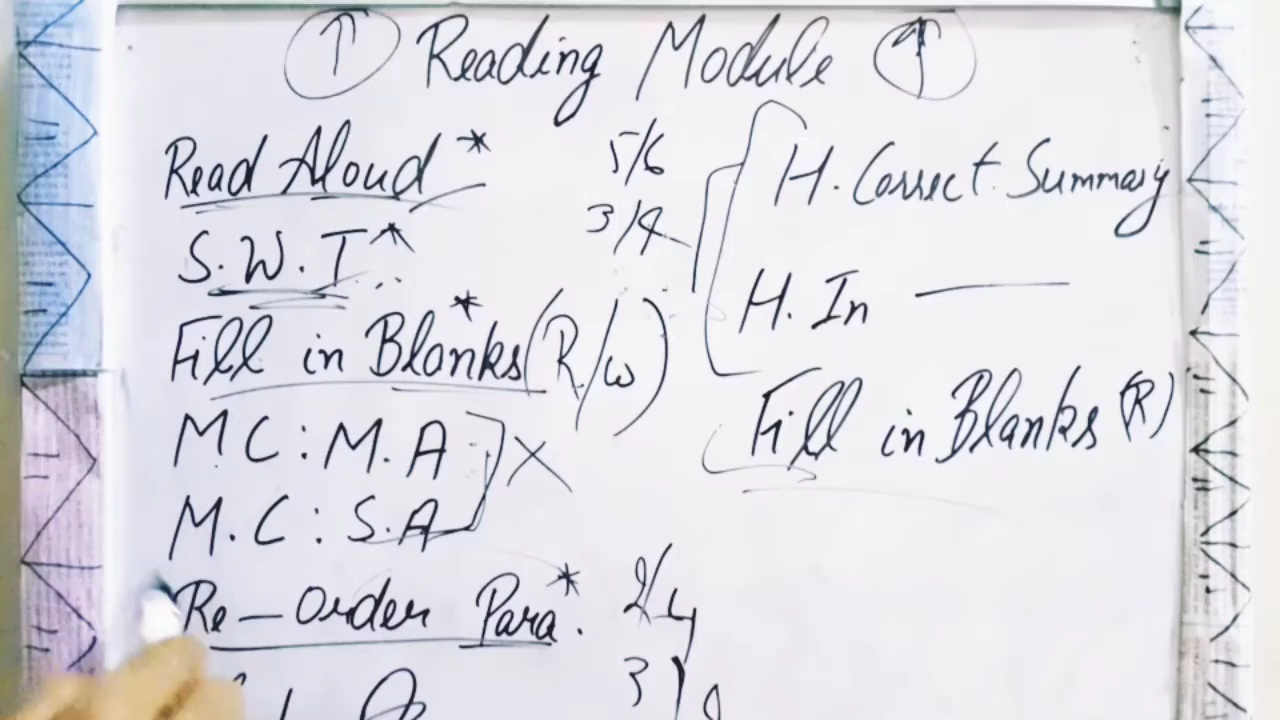 ↑ Reading Module ↑
Read Aloud * 5/6
S.W.T * 3/4
Fill in Blanks * (R/W)
M C : M. A
M. C : S. A
Re-Order Para * . 2/4
3
H. Correct. Summary
H. In
Fill in Blanks (R)